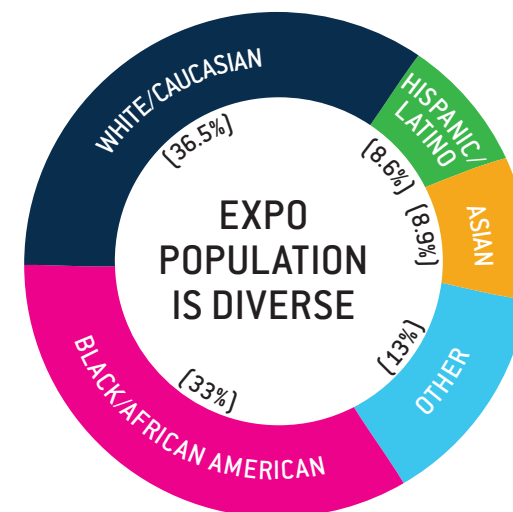 WHITE/CAUCASIAN
(36.5%)
HISPANIC/
LATINO
(8.6%)
ASIAN
(8.9%)
OTHER
(13%)
BLACK/AFRICAN AMERICAN
(33%)
EXPO
POPULATION
IS DIVERSE